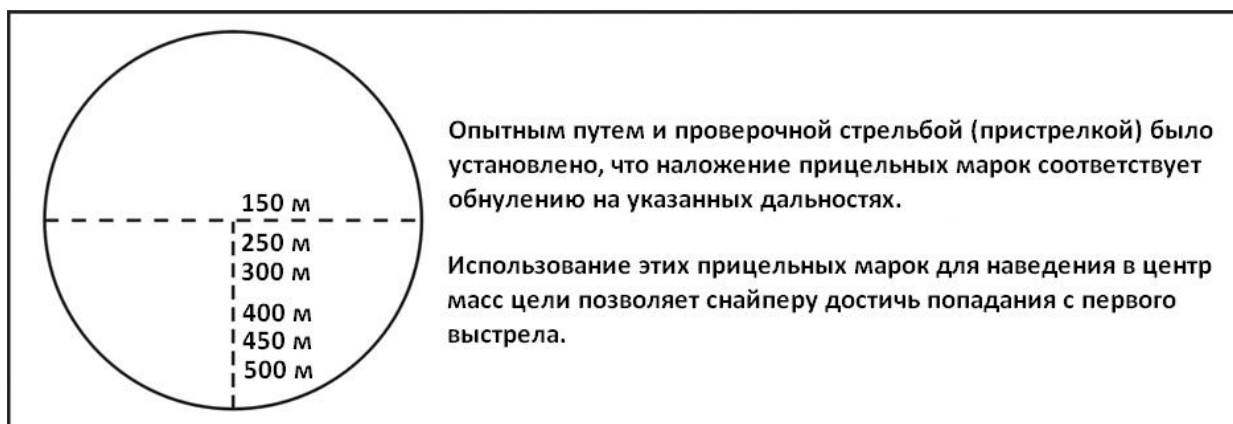 150 м
250 м
300 м
400 м
450 м
500 м
Опытным путем и проверочной стрельбой (пристрелкой) было
установлено, что наложение прицельных марок соответствует
обнулению на указанных дальностях.
Использование этих прицельных марок для наведения в центр
масс цели позволяет снайперу достичь попадания с первого
выстрела.